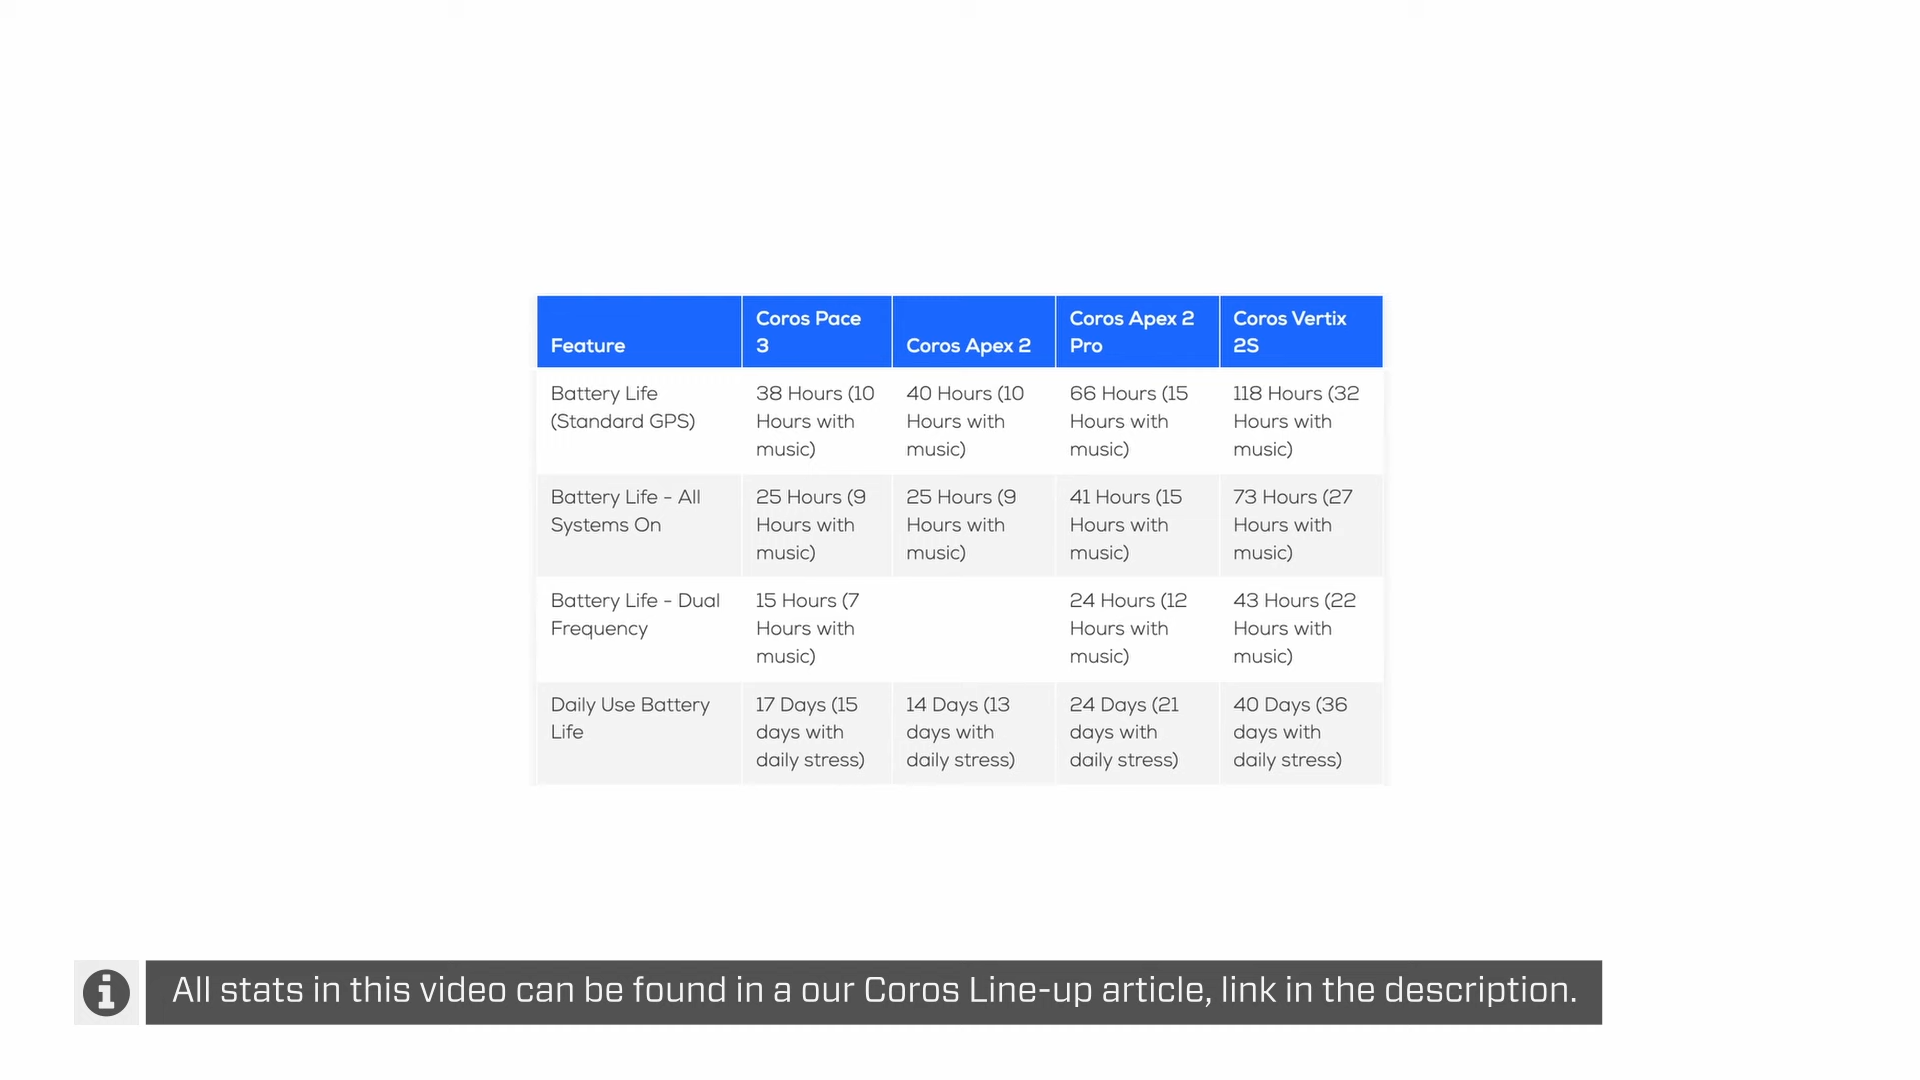 Feature
Coros Pace
3
Coros Apex 2
Coros Apex 2
Pro
Coros Vertix
2S
Battery Life
(Standard GPS)
38 Hours (10
Hours with
music)
40 Hours (10
Hours with
music)
66 Hours (15
Hours with
music)
118 Hours (32
Hours with
music)
Battery Life - All
Systems On
25 Hours (9
Hours with
music)
25 Hours (9
Hours with
music)
41 Hours (15
Hours with
music)
73 Hours (27
Hours with
music)
Battery Life - Dual
Frequency
15 Hours (7
Hours with
music)
24 Hours (12
Hours with
music)
43 Hours (22
Hours with
music)
Daily Use Battery
Life
17 Days (15
days with
daily stress)
14 Days (13
days with
daily stress)
24 Days (21
days with
daily stress)
40 Days (36
days with
daily stress)
All stats in this video can be found in a our Coros Line-up article, link in the description.